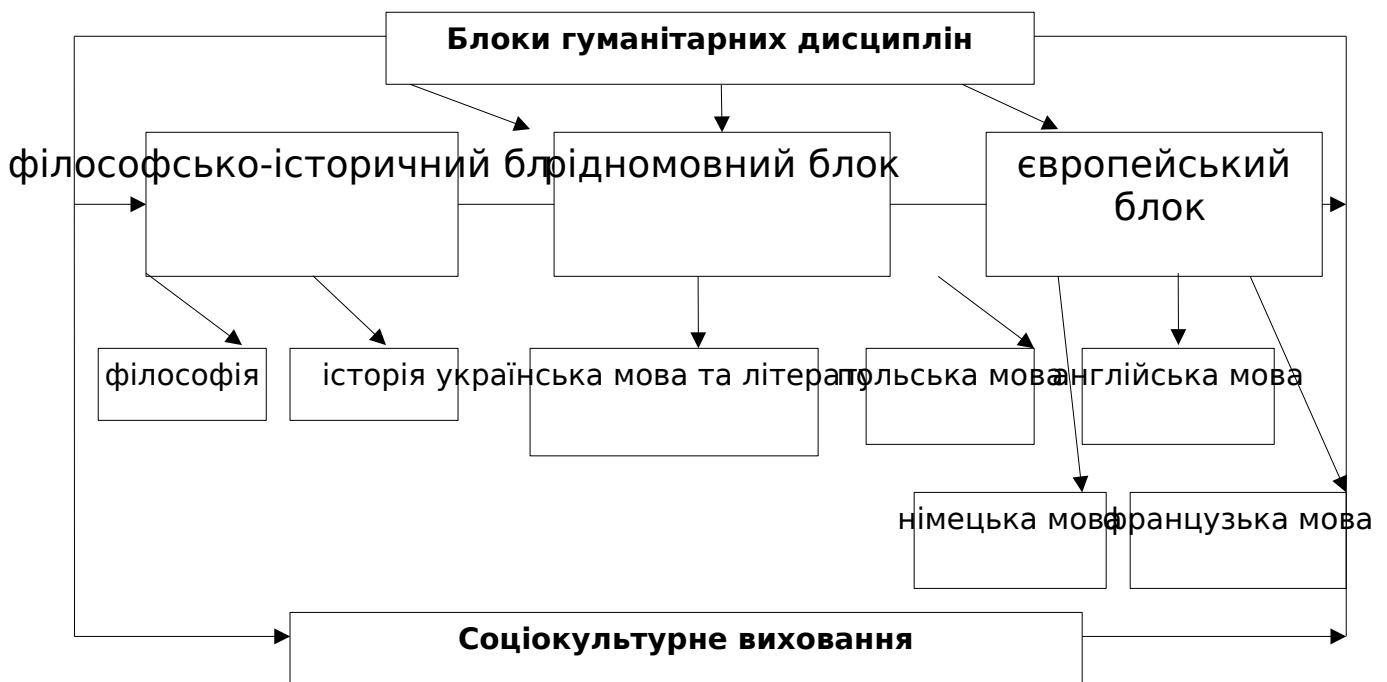 Блоки гуманітарних дисциплін
філософсько-історичний бл
рідномовний блок
європейський
блок
філософія
історія
українська мова та літерату
польська мова
англійська мова
німецька мова
французька мова
Соціокультурне виховання